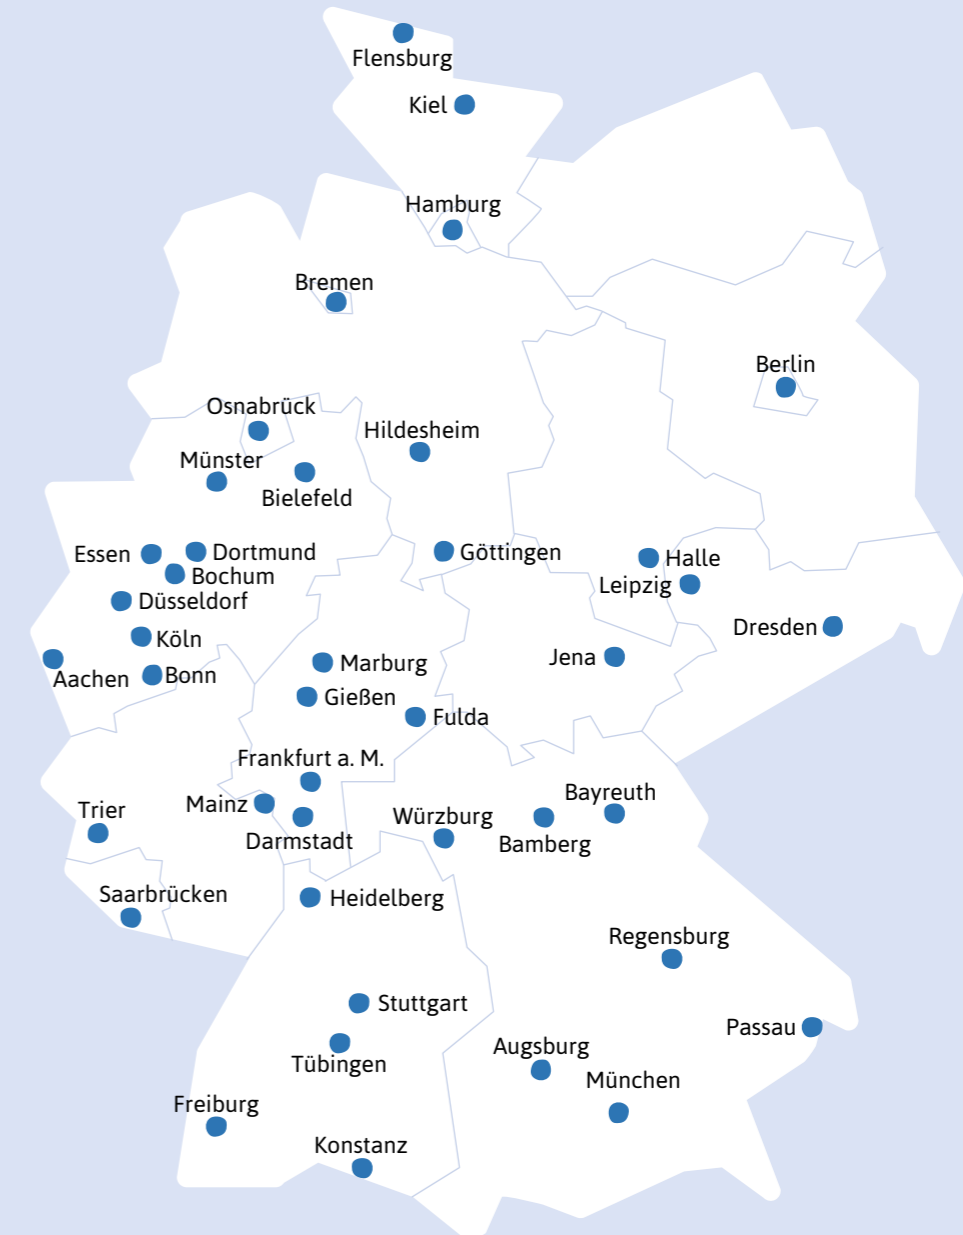 Flensburg
Kiel
Hamburg
Bremen
Berlin
Osnabrück
Hildesheim
Münster
Bielefeld
Essen
Dortmund
Göttingen
Halle
Bochum
Leipzig
Düsseldorf
Dresden
Köln
Jena
Marburg
Aachen
Bonn
Gießen
Fulda
Frankfurt a. M.
Bayreuth
Mainz
Trier
Würzburg
Darmstadt
Bamberg
Saarbrücken
Heidelberg
Regensburg
Stuttgart
Passau
Augsburg
Tübingen
München
Freiburg
Konstanz